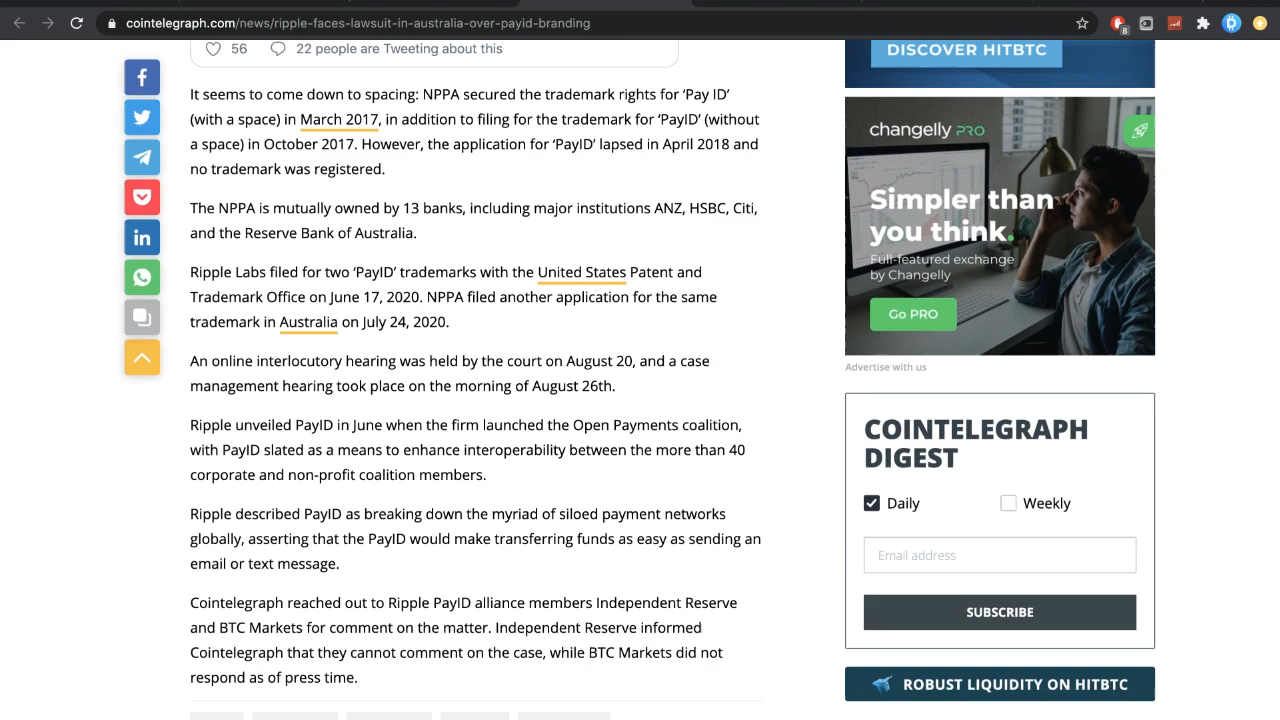 cointelegraph.com/news/ripple-faces-lawsuit-in-australia-over-payid-branding
8
56
22 people are Tweeting about this
It seems to come down to spacing: NPPA secured the trademark rights for ‘Pay ID’
(with a space) in March 2017, in addition to filing for the trademark for ‘PayID’ (without
a space) in October 2017. However, the application for ‘PayID’ lapsed in April 2018 and
no trademark was registered.
The NPPA is mutually owned by 13 banks, including major institutions ANZ, HSBC, Citi,
and the Reserve Bank of Australia.
Ripple Labs filed for two ‘PayID’ trademarks with the United States Patent and
Trademark Office on June 17, 2020. NPPA filed another application for the same
trademark in Australia on July 24, 2020.
An online interlocutory hearing was held by the court on August 20, and a case
management hearing took place on the morning of August 26th.
Ripple unveiled PayID in June when the firm launched the Open Payments coalition,
with PayID slated as a means to enhance interoperability between the more than 40
corporate and non-profit coalition members.
Ripple described PayID as breaking down the myriad of siloed payment networks
globally, asserting that the PayID would make transferring funds as easy as sending an
email or text message.
Cointelegraph reached out to Ripple PayID alliance members Independent Reserve
and BTC Markets for comment on the matter. Independent Reserve informed
Cointelegraph that they cannot comment on the case, while BTC Markets did not
respond as of press time.
DISCOVER HITBTC
changelly PRO
Simpler than
you think.
Full-featured exchange
by Changelly
Go PRO
Advertise with us
COINTELEGRAPH
DIGEST
Daily
Weekly
Email address
SUBSCRIBE
ROBUST LIQUIDITY ON HITBTC